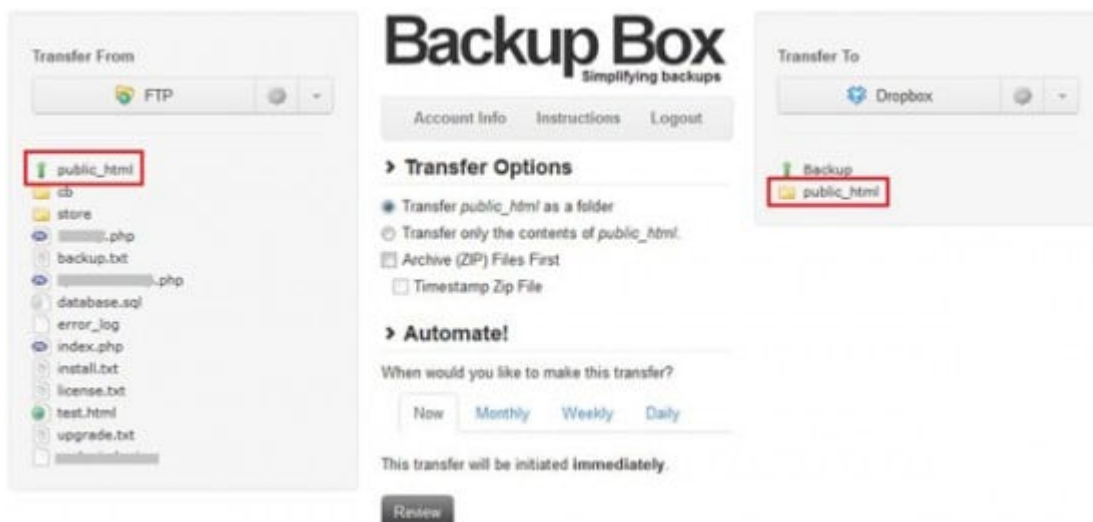 Transfer From
FTP
public_html
cb
store
.php
backup.txt
.php
database.sql
error_log
index.php
install.txt
license.txt
test.html
upgrade.txt
Backup Box
Simplifying backups
Account Info Instructions Logout
> Transfer Options
Transfer public_html as a folder
Transfer only the contents of public_html.
Archive (ZIP) Files First
Timestamp Zip File
> Automate!
When would you like to make this transfer?
Now Monthly Weekly Daily
This transfer will be initiated immediately.
Review
Transfer To
Dropbox
Backup
public_html